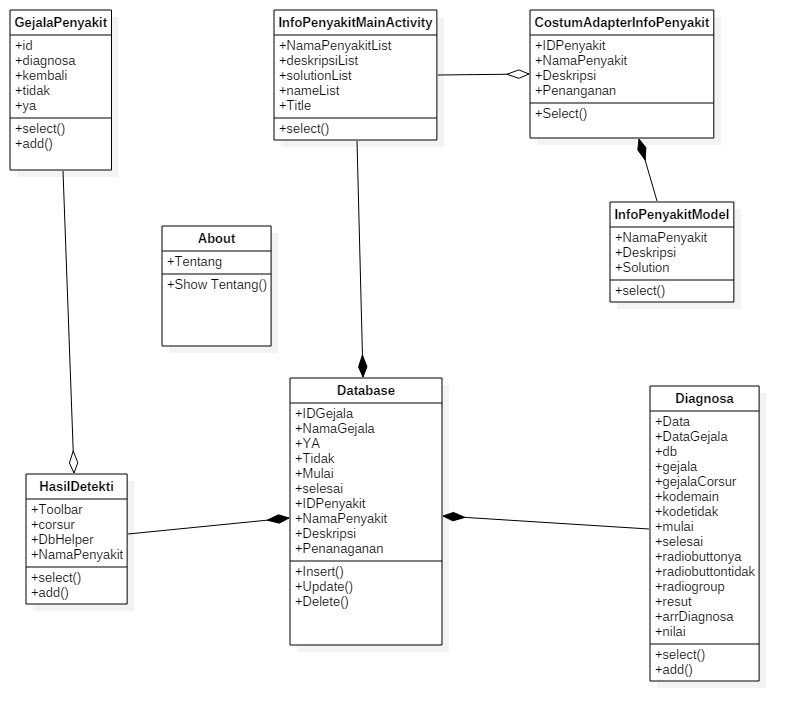 GejalaPenyakit
+id
+diagnosa
+kembali
+tidak
+ya
+select()
+add()
InfoPenyakitMainActivity
+NamaPenyakitList
+deskripsiList
+solutionList
+nameList
+Title
+select()
CostumAdapterInfoPenyakit
+IDPenyakit
+NamaPenyakit
+Deskripsi
+Penanganan
+Select()
InfoPenyakitModel
+NamaPenyakit
+Deskripsi
+Solution
+select()
About
+Tentang
+Show Tentang()
Database
+IDGejala
+NamaGejala
+YA
+Tidak
+Mulai
+selesai
+IDPenyakit
+NamaPenyakit
+Deskripsi
+Penanaganan
+Insert()
+Update()
+Delete()
Diagnosa
+Data
+DataGejala
+db
+gejala
+gejalaCorsur
+kodemain
+kodetidak
+mulai
+selesai
+radiobuttonya
+radiobuttontidak
+radiogroup
+resut
+arrDiagnosa
+nilai
+select()
+add()
HasilDetekti
+Toolbar
+corsur
+DbHelper
+NamaPenyakit
+select()
+add()